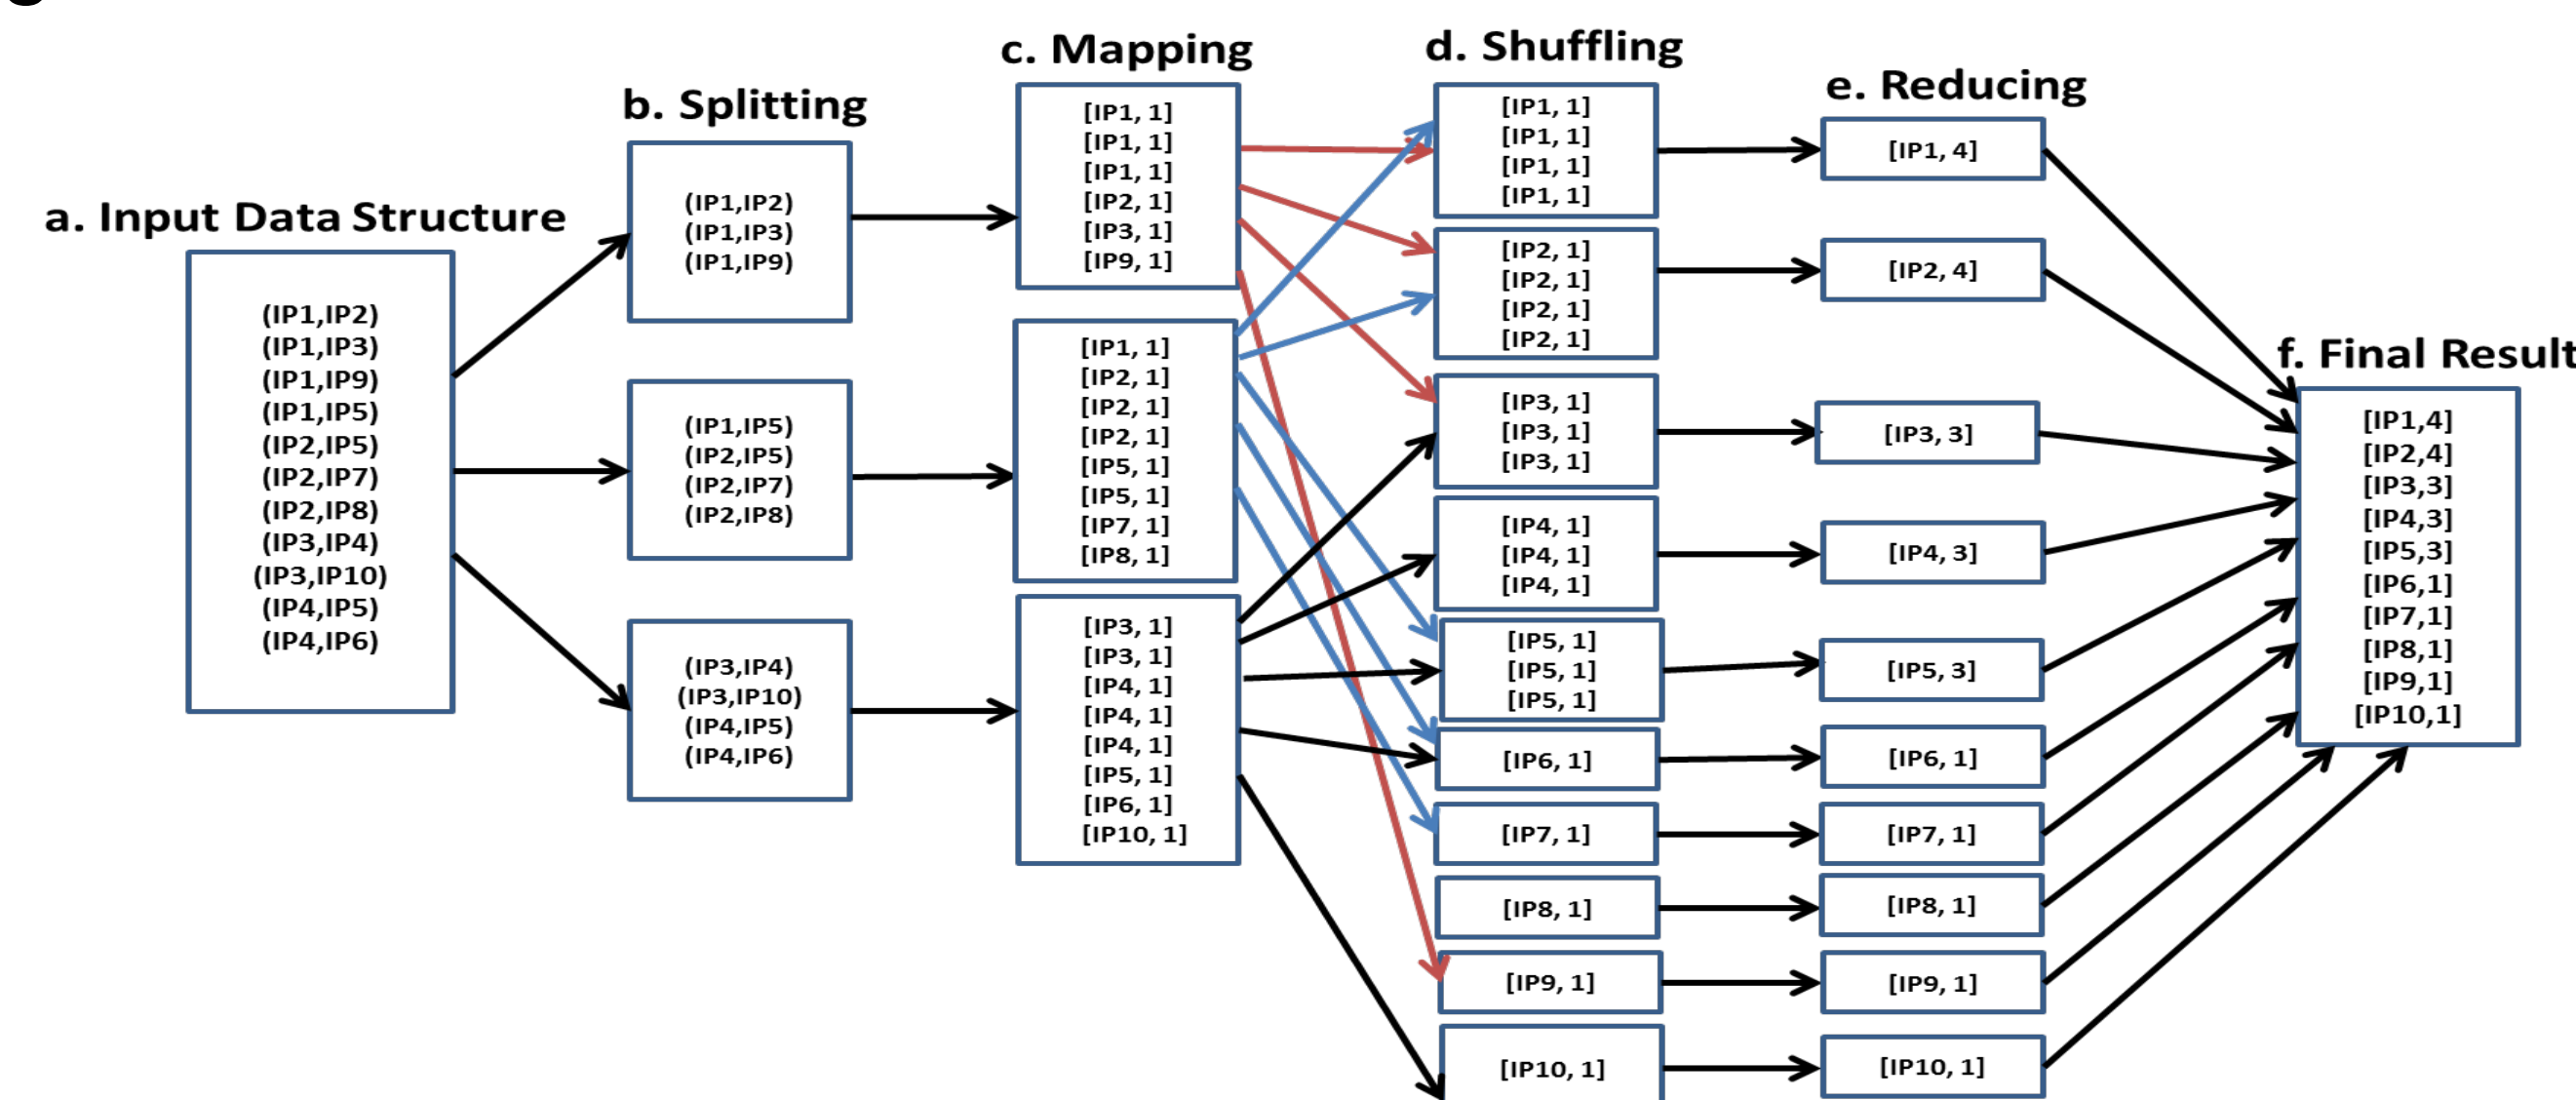 a. Input Data Structure
(IP1,IP2)
(IP1,IP3)
(IP1,IP9)
(IP1,IP5)
(IP2,IP5)
(IP2,IP7)
(IP2,IP8)
(IP3,IP4)
(IP3,IP10)
(IP4,IP5)
(IP4,IP6)
b. Splitting
(IP1,IP2)
(IP1,IP3)
(IP1,IP9)
(IP1,IP5)
(IP2,IP5)
(IP2,IP7)
(IP2,IP8)
(IP3,IP4)
(IP3,IP10)
(IP4,IP5)
(IP4,IP6)
c. Mapping
[IP1, 1]
[IP1, 1]
[IP1, 1]
[IP2, 1]
[IP3, 1]
[IP9, 1]
[IP1, 1]
[IP2, 1]
[IP2, 1]
[IP2, 1]
[IP5, 1]
[IP5, 1]
[IP7, 1]
[IP8, 1]
[IP3, 1]
[IP3, 1]
[IP4, 1]
[IP4, 1]
[IP4, 1]
[IP5, 1]
[IP6, 1]
[IP10, 1]
d. Shuffling
[IP1, 1]
[IP1, 1]
[IP1, 1]
[IP1, 1]
[IP2, 1]
[IP2, 1]
[IP2, 1]
[IP2, 1]
[IP3, 1]
[IP3, 1]
[IP3, 1]
[IP4, 1]
[IP4, 1]
[IP4, 1]
[IP5, 1]
[IP5, 1]
[IP5, 1]
[IP6, 1]
[IP7, 1]
[IP8, 1]
[IP9, 1]
[IP10, 1]
e. Reducing
[IP1, 4]
[IP2, 4]
[IP3, 3]
[IP4, 3]
[IP5, 3]
[IP6, 1]
[IP7, 1]
[IP8, 1]
[IP9, 1]
[IP10, 1]
f. Final Result
[IP1,4]
[IP2,4]
[IP3,3]
[IP4,3]
[IP5,3]
[IP6,1]
[IP7,1]
[IP8,1]
[IP9,1]
[IP10,1]